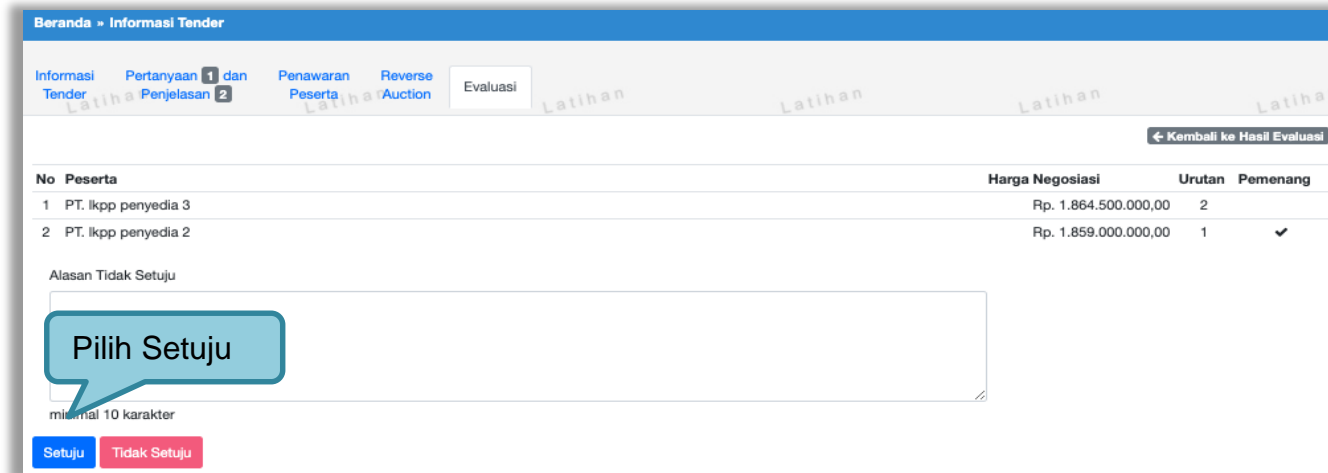 Beranda » Informasi Tender
Informasi Tender
Pertanyaan 1 dan Penjelasan 2
Penawaran Peserta
Reverse Auction
Evaluasi
Latihan Latihan Latihan Latihan Latihan
← Kembali ke Hasil Evaluasi
No Peserta Harga Negosiasi Urutan Pemenang
1 PT. lkpp penyedia 3 Rp. 1.864.500.000,00 2
2 PT. lkpp penyedia 2 Rp. 1.859.000.000,00 1 ✔
Alasan Tidak Setuju
Pilih Setuju
minimal 10 karakter
Setuju Tidak Setuju